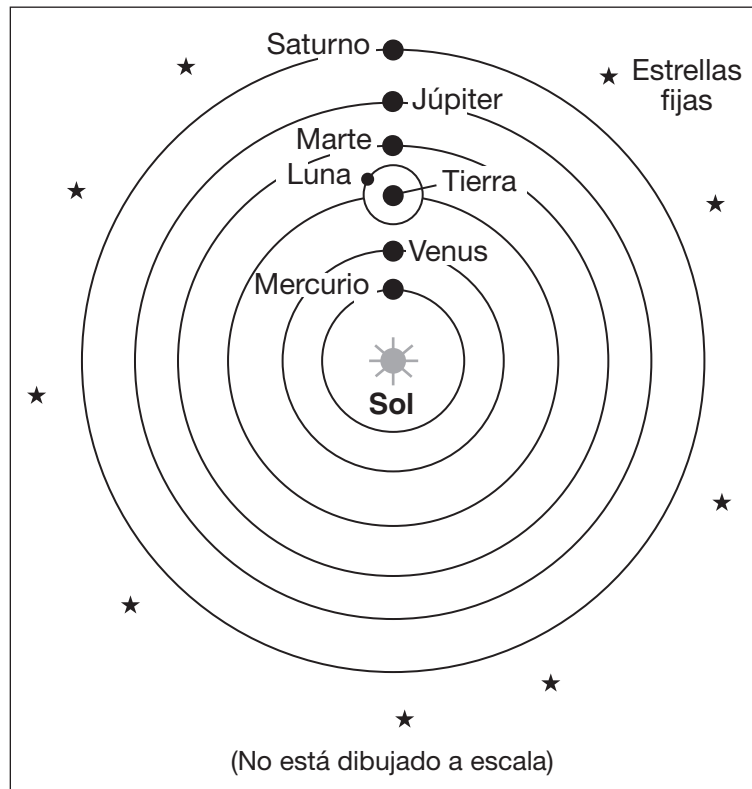 Saturno
Estrellas
fijas
Júpiter
Marte
Luna
Tierra
Venus
Mercurio
Sol
(No está dibujado a escala)